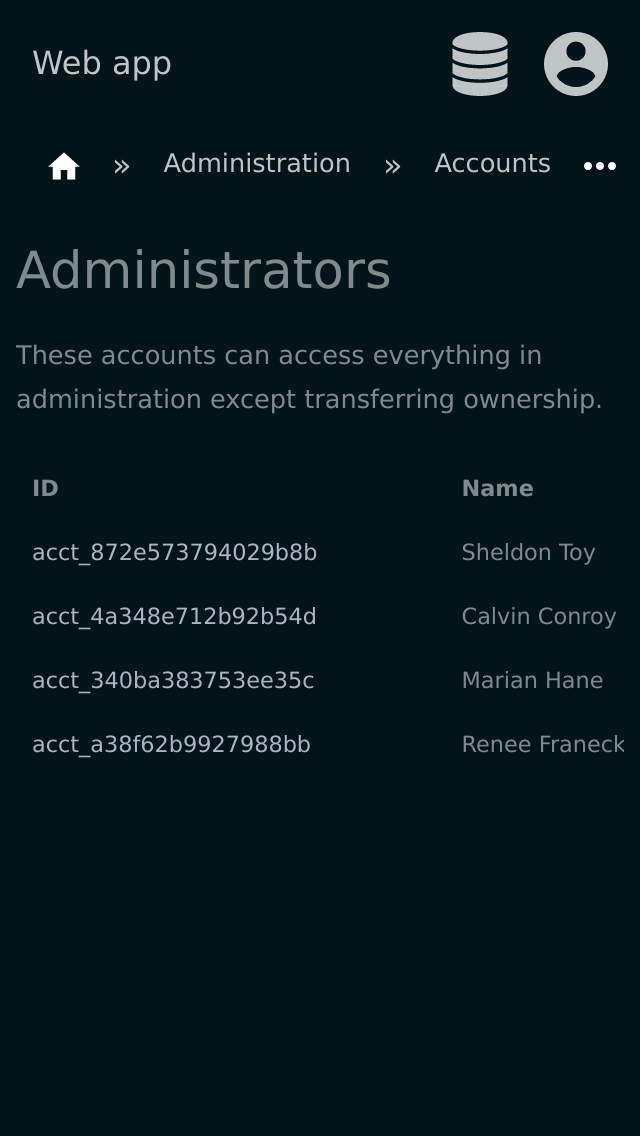 Web app
» Administration » Accounts
Administrators
These accounts can access everything in
administration except transferring ownership.
ID Name
acct_872e573794029b8b Sheldon Toy
acct_4a348e712b92b54d Calvin Conroy
acct_340ba383753ee35c Marian Hane
acct_a38f62b9927988bb Renee Franeck